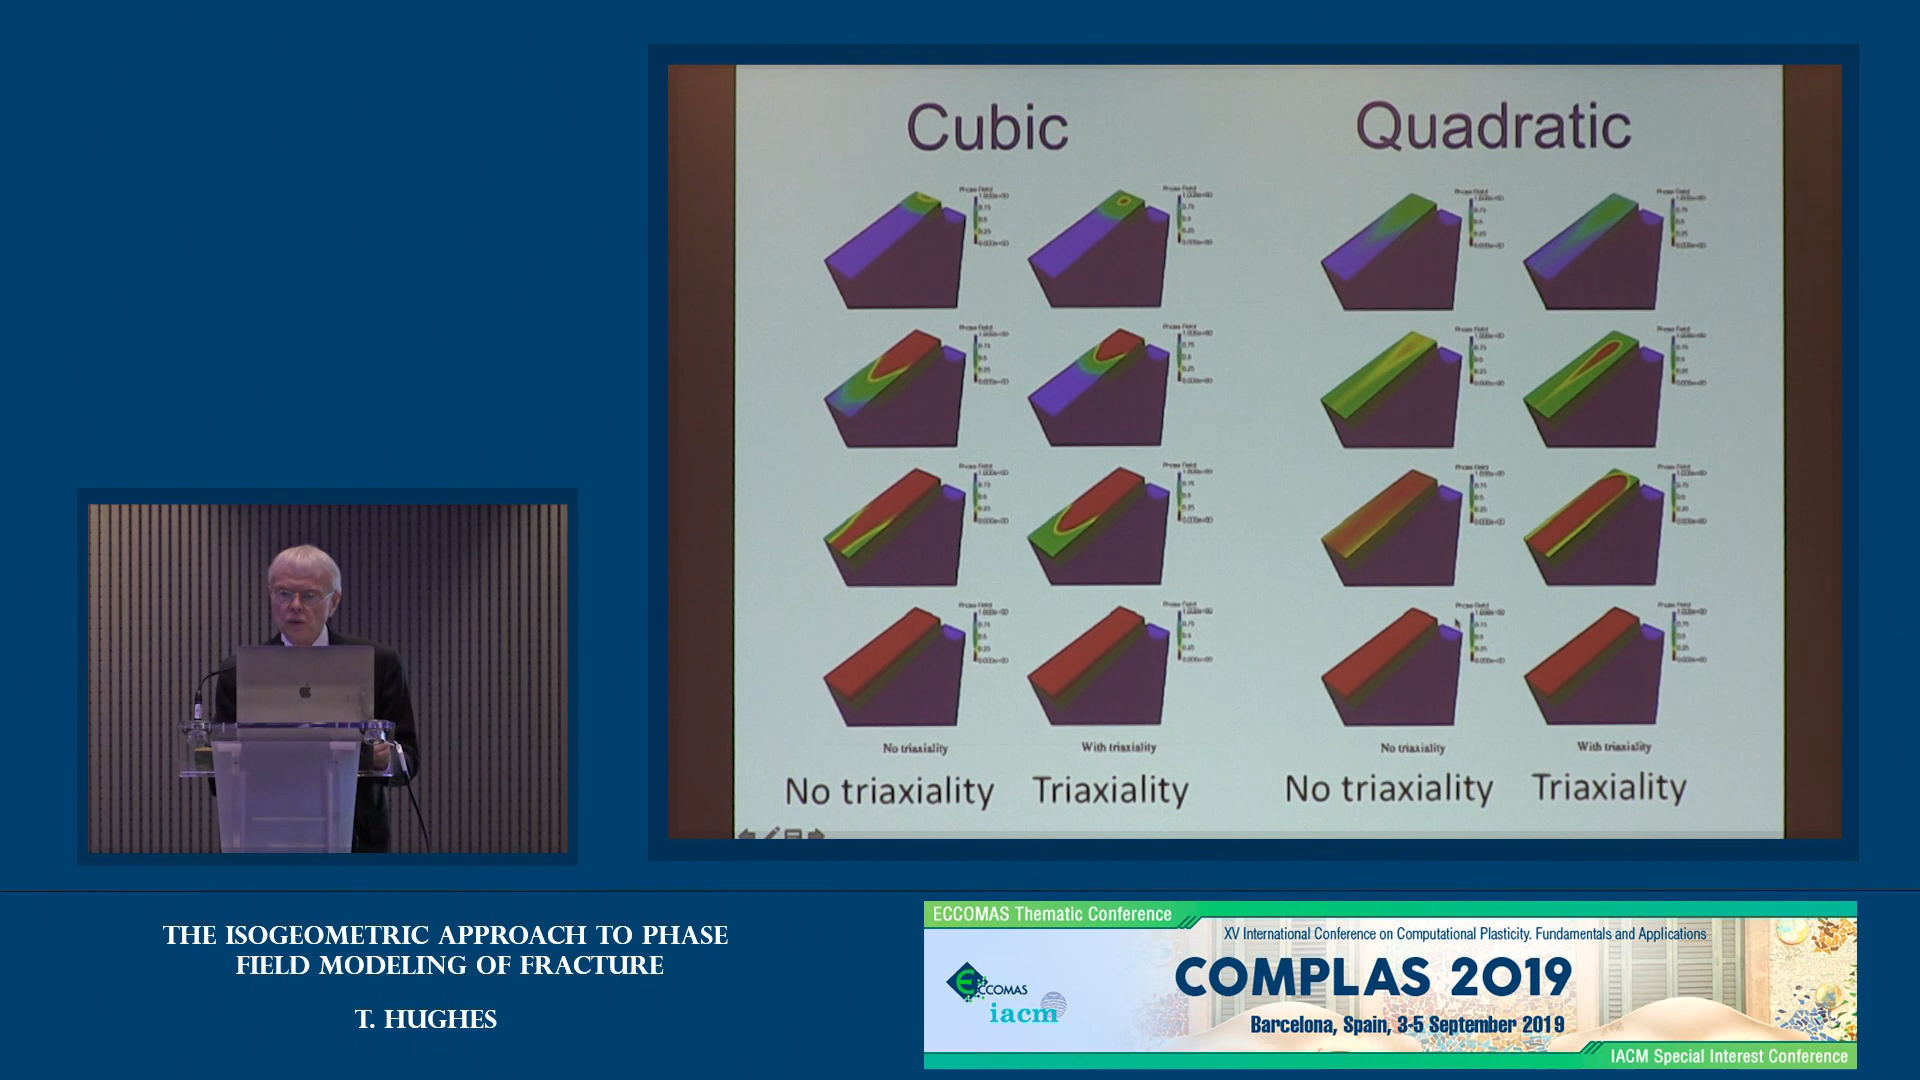 Cubic
Quadratic
No triaxiality
With triaxiality
No triaxiality
With triaxiality
No triaxiality
Triaxiality
No triaxiality
Triaxiality
THE ISOGEOMETRIC APPROACH TO PHASE
FIELD MODELING OF FRACTURE
T. HUGHES
ECCOMAS Thematic Conference
XV International Conference on Computational Plasticity. Fundamentals and Applications
COMPLAS 2019
ECCOMAS
iacm
Barcelona, Spain, 3-5 September 2019
IACM Special Interest Conference